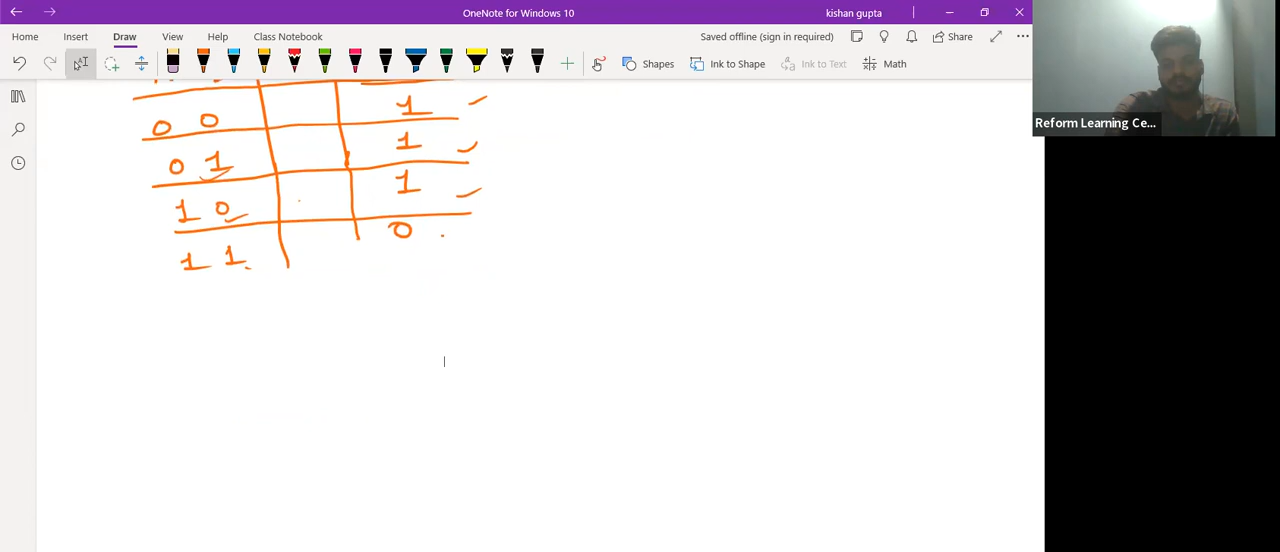 OneNote for Windows 10
kishan gupta
Home Insert Draw View Help Class Notebook
Saved offline (sign in required)
Share
Shapes
Ink to Shape
Ink to Text
Math
Reform Learning Ce...
0 0 1
0 1 1
1 0 1
1 1 0